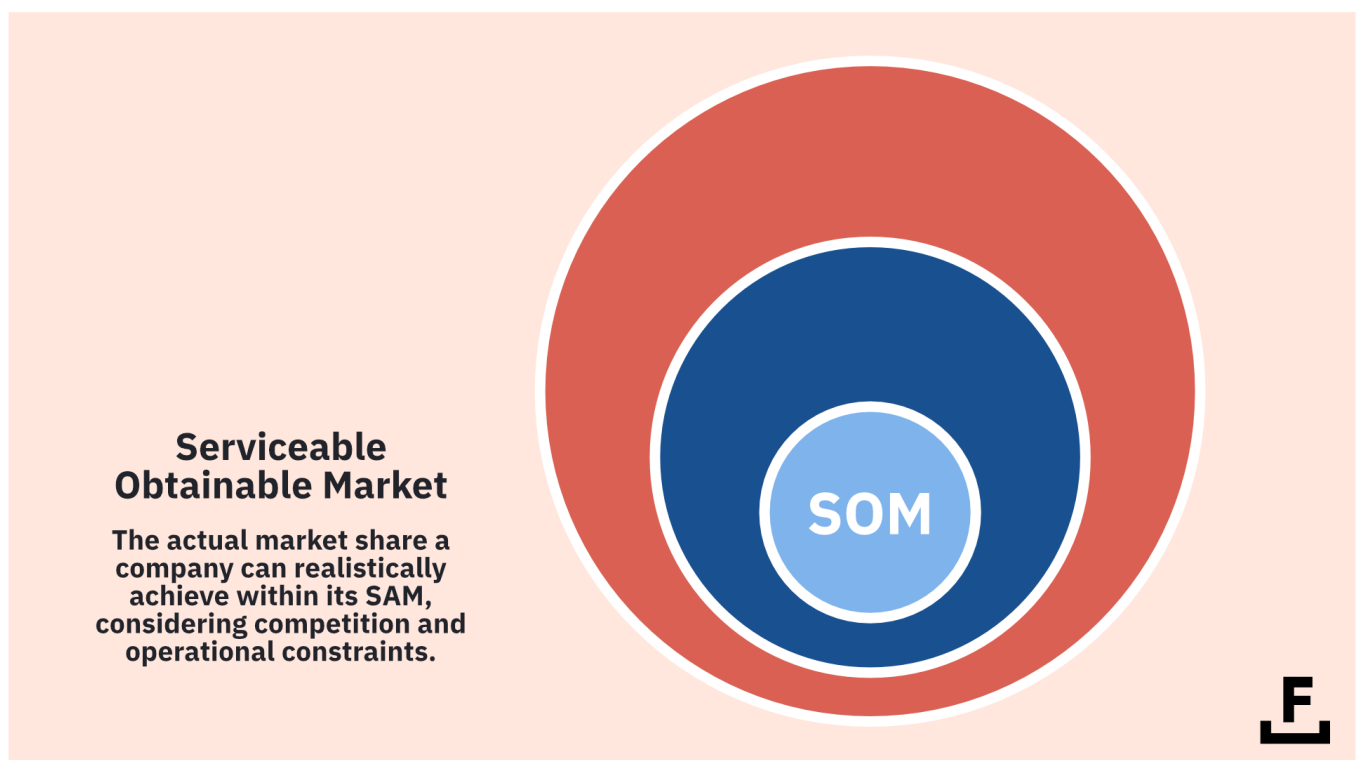 Serviceable
Obtainable Market
The actual market share a
company can realistically
achieve within its SAM,
considering competition and
operational constraints.
SOM
F